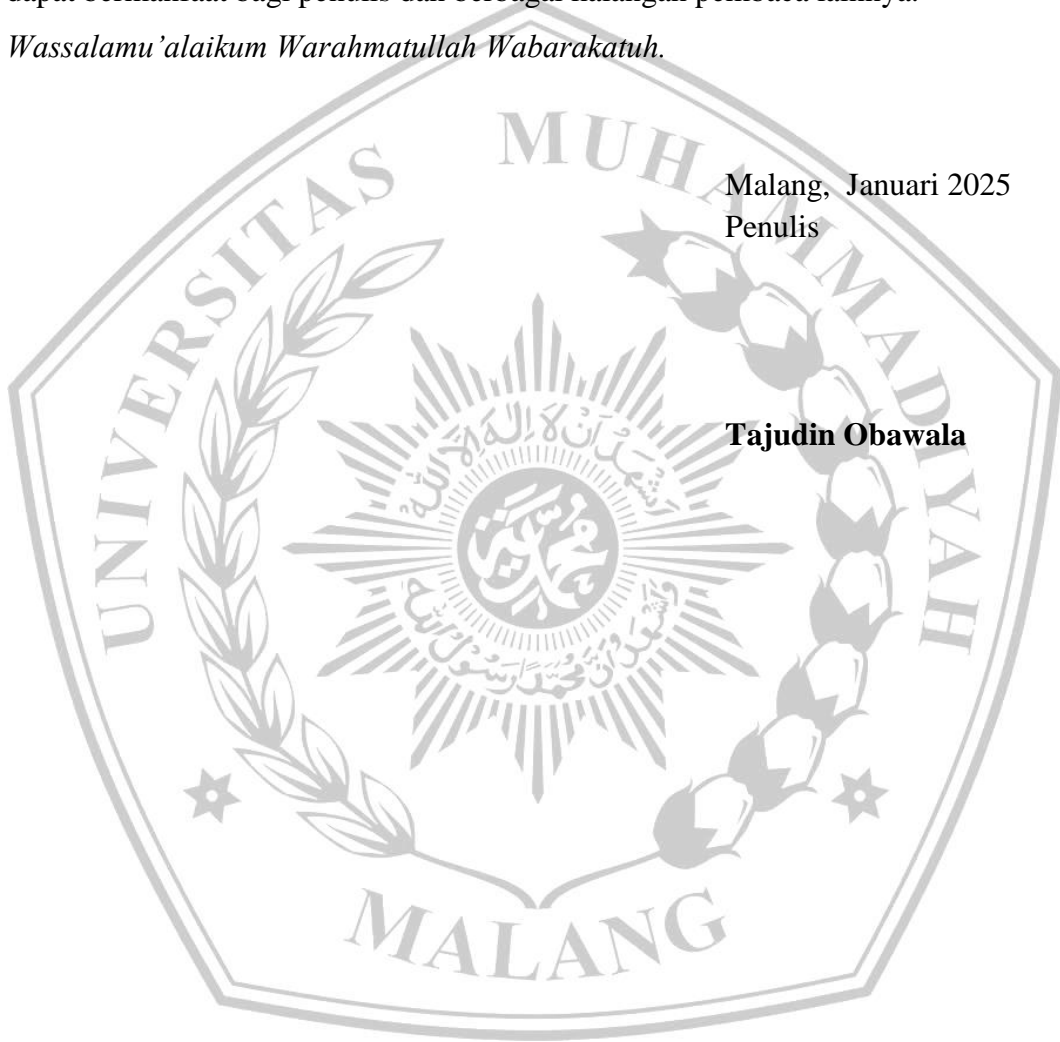 dapat bermanfaat bagi penulis dan berbagai kalangan pembaca lainnya.
Wassalamu’alaikum Warahmatullah Wabarakatuh.
Malang,  Januari 2025
Penulis
Tajudin Obawala
UNIVERSITAS MUHAMMADIYAH
MALANG